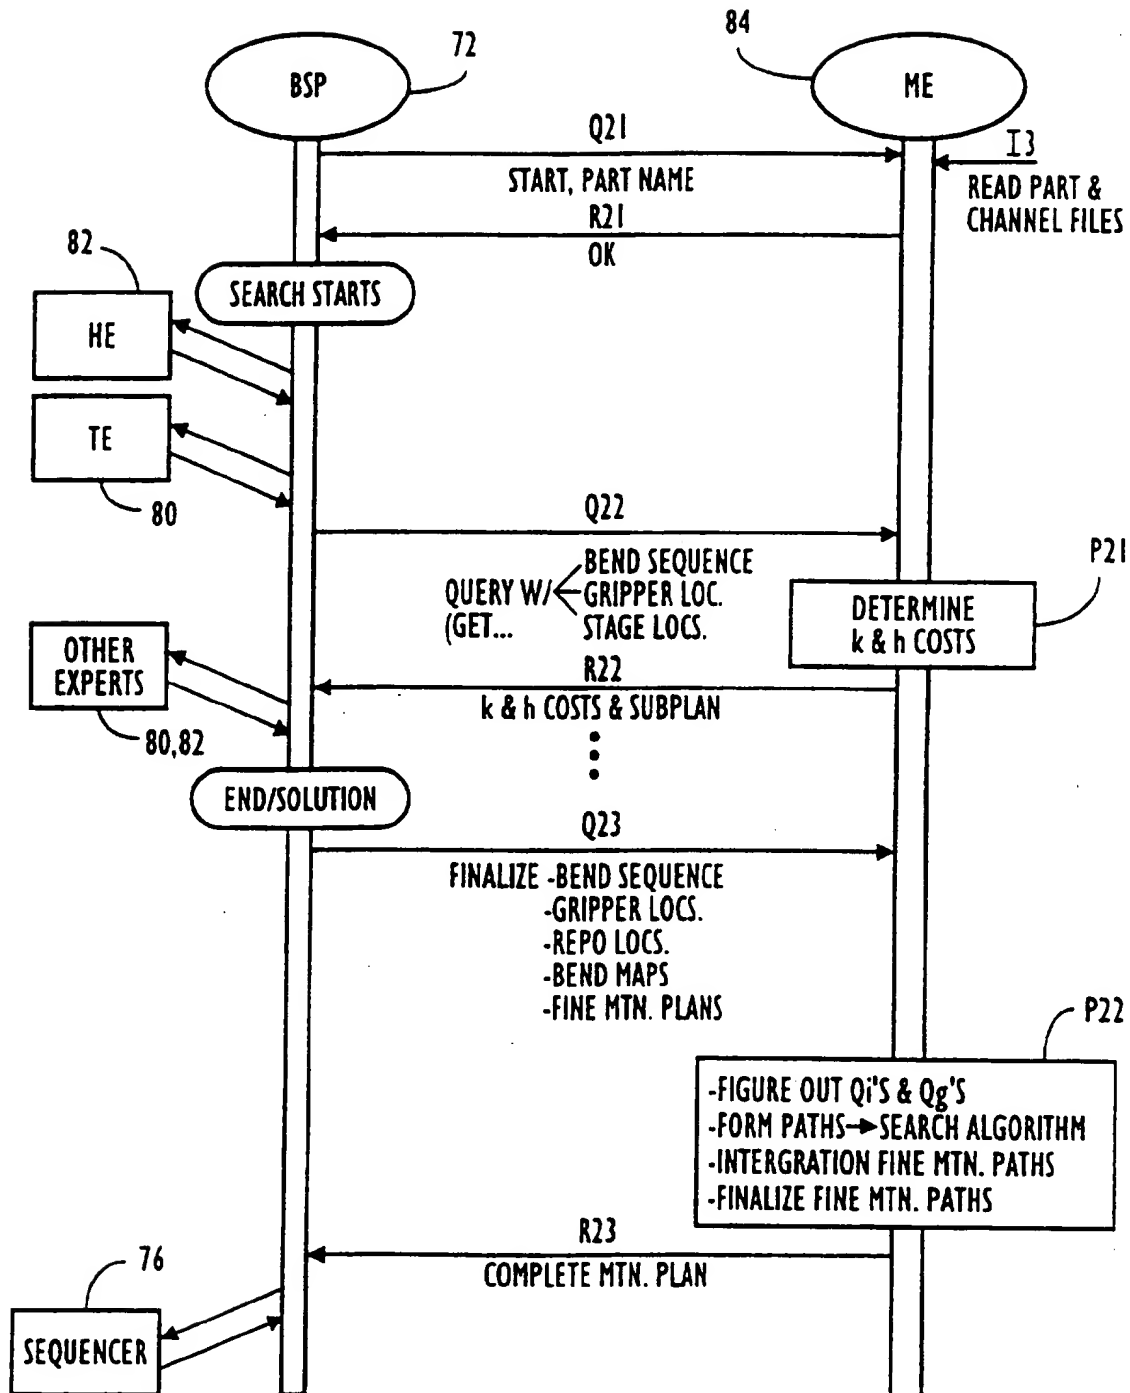 72
84
BSP
ME
Q21
I3
START, PART NAME
READ PART &
CHANNEL FILES
R21
OK
82
SEARCH STARTS
HE
TE
80
Q22
BEND SEQUENCE
QUERY W/ GRIPPER LOC.
(GET... STAGE LOCS.
P21
DETERMINE
k & h COSTS
OTHER
EXPERTS
R22
k & h COSTS & SUBPLAN
80,82
END/SOLUTION
Q23
FINALIZE -BEND SEQUENCE
-GRIPPER LOCS.
-REPO LOCS.
-BEND MAPS
-FINE MTN. PLANS
P22
-FIGURE OUT Qi'S & Qg'S
-FORM PATHS→SEARCH ALGORITHM
-INTERGRATION FINE MTN. PATHS
-FINALIZE FINE MTN. PATHS
R23
COMPLETE MTN. PLAN
76
SEQUENCER